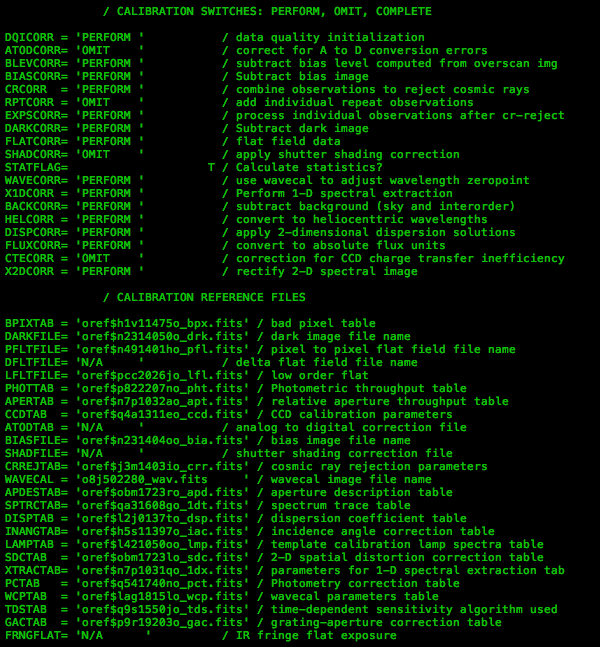 / CALIBRATION SWITCHES: PERFORM, OMIT, COMPLETE
DQICORR = 'PERFORM ' / data quality initialization
ATODCORR= 'OMIT ' / correct for A to D conversion errors
BLEVCORR= 'PERFORM ' / subtract bias level computed from overscan img
BIASCORR= 'PERFORM ' / Subtract bias image
CRCORR = 'PERFORM ' / combine observations to reject cosmic rays
RPTCORR = 'OMIT ' / add individual repeat observations
EXPSCORR= 'PERFORM ' / process individual observations after cr-reject
DARKCORR= 'PERFORM ' / Subtract dark image
FLATCORR= 'PERFORM ' / flat field data
SHADCORR= 'OMIT ' / apply shutter shading correction
STATFLAG= T / Calculate statistics?
WAVECORR= 'PERFORM ' / use wavecal to adjust wavelength zeropoint
X1DCORR = 'PERFORM ' / Perform 1-D spectral extraction
BACKCORR= 'PERFORM ' / subtract background (sky and interorder)
HELCORR = 'PERFORM ' / convert to heliocenttric wavelengths
DISPCORR= 'PERFORM ' / apply 2-dimensional dispersion solutions
FLUXCORR= 'PERFORM ' / convert to absolute flux units
CTECORR = 'OMIT ' / correction for CCD charge transfer inefficiency
X2DCORR = 'PERFORM ' / rectify 2-D spectral image
/ CALIBRATION REFERENCE FILES
BPIXTAB = 'oref$h1v11475o_bpx.fits' / bad pixel table
DARKFILE= 'oref$n2314050o_drk.fits' / dark image file name
PFLTFILE= 'oref$n491401ho_pfl.fits' / pixel to pixel flat field file name
DFLTFILE= 'N/A ' / delta flat field file name
LFLTFILE= 'oref$pcc2026jo_lfl.fits' / low order flat
PHOTTAB = 'oref$p822207no_pht.fits' / Photometric throughput table
APERTAB = 'oref$n7p1032ao_apt.fits' / relative aperture throughput table
CCDTAB = 'oref$q4a1311eo_ccd.fits' / CCD calibration parameters
ATODTAB = 'N/A ' / analog to digital correction file
BIASFILE= 'oref$n231404oo_bia.fits' / bias image file name
SHADFILE= 'N/A ' / shutter shading correction file
CRREJTAB= 'oref$j3m1403io_crr.fits' / cosmic ray rejection parameters
WAVECAL = 'o8j502280_wav.fits ' / wavecal image file name
APDESTAB= 'oref$obm1723ro_apd.fits' / aperture description table
SPTRCTAB= 'oref$qa31608go_1dt.fits' / spectrum trace table
DISPTAB = 'oref$l2j0137to_dsp.fits' / dispersion coefficient table
INANGTAB= 'oref$h5s11397o_iac.fits' / incidence angle correction table
LAMPTAB = 'oref$l421050oo_lmp.fits' / template calibration lamp spectra table
SDCTAB = 'oref$obm1723lo_sdc.fits' / 2-D spatial distortion correction table
XTRACTAB= 'oref$n7p1031qo_1dx.fits' / parameters for 1-D spectral extraction tab
PCTAB = 'oref$q541740no_pct.fits' / Photometry correction table
WCPTAB = 'oref$lag1815lo_wcp.fits' / wavecal parameters table
TDSTAB = 'oref$q9s1550jo_tds.fits' / time-dependent sensitivity algorithm used
GACTAB = 'oref$p9r19203o_gac.fits' / grating-aperture correction table
FRNGFLAT= 'N/A ' / IR fringe flat exposure